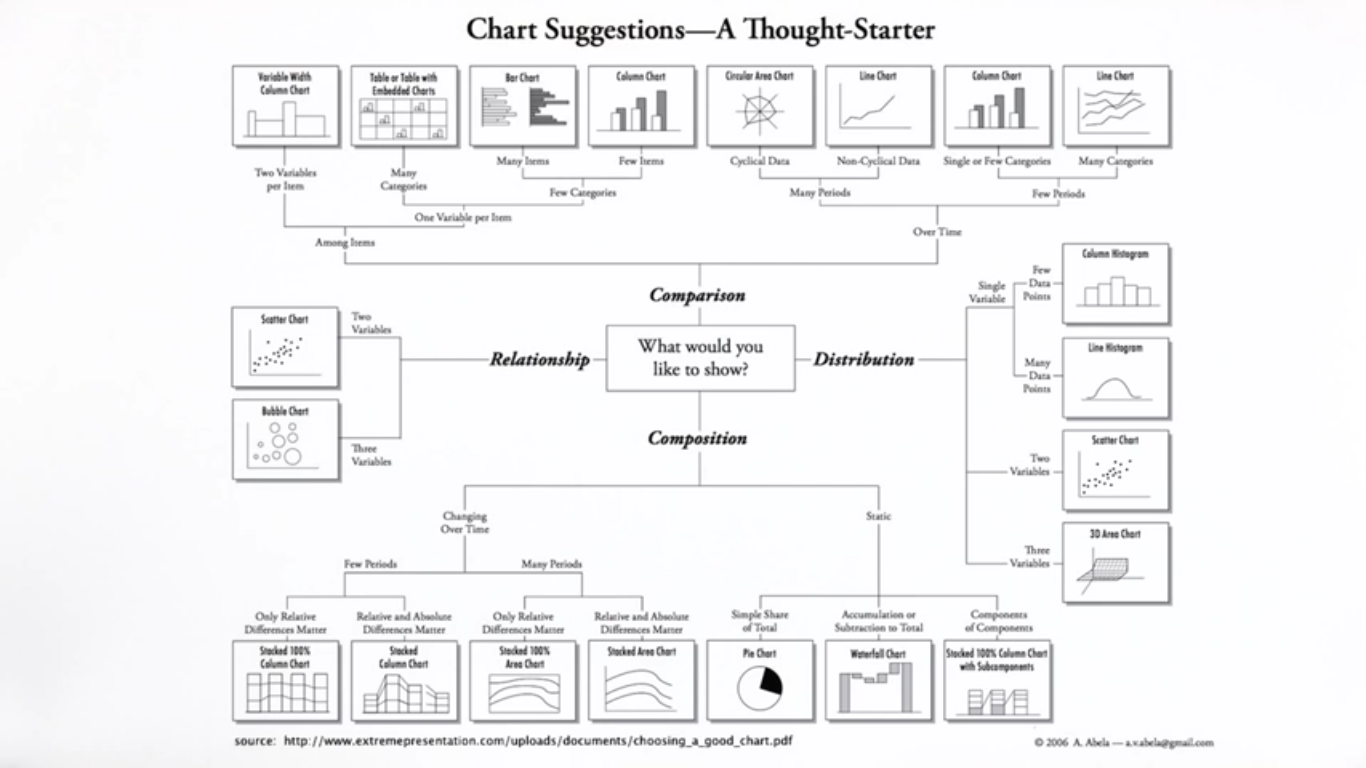 Chart Suggestions—A Thought-Starter
Variable Width
Column Chart
Table or Table with
Embedded Charts
Bar Chart
Column Chart
Circular Area Chart
Line Chart
Column Chart
Line Chart
Two Variables
per Item
Many
Categories
Many Items
Few Items
Cyclical Data
Non-Cyclical Data
Single or Few Categories
Many Categories
Few Categories
Many Periods
Few Periods
One Variable per Item
Among Items
Over Time
Comparison
What would you
like to show?
Relationship
Two
Variables
Scatter Chart
Three
Variables
Bubble Chart
Distribution
Single
Variable
Few
Data
Points
Column Histogram
Many
Data
Points
Line Histogram
Two
Variables
Scatter Chart
Three
Variables
3D Area Chart
Composition
Changing
Over Time
Static
Few Periods
Many Periods
Only Relative
Differences Matter
Relative and Absolute
Differences Matter
Only Relative
Differences Matter
Relative and Absolute
Differences Matter
Simple Share
of Total
Accumulation or
Subtraction to Total
Components
of Components
Stacked 100%
Column Chart
Stacked
Column Chart
Stacked 100%
Area Chart
Stacked Area Chart
Pie Chart
Waterfall Chart
Stacked 100% Column Chart
with Subcomponents
source: http://www.extremepresentation.com/uploads/documents/choosing_a_good_chart.pdf
© 2006 A. Abela — a.v.abela@gmail.com